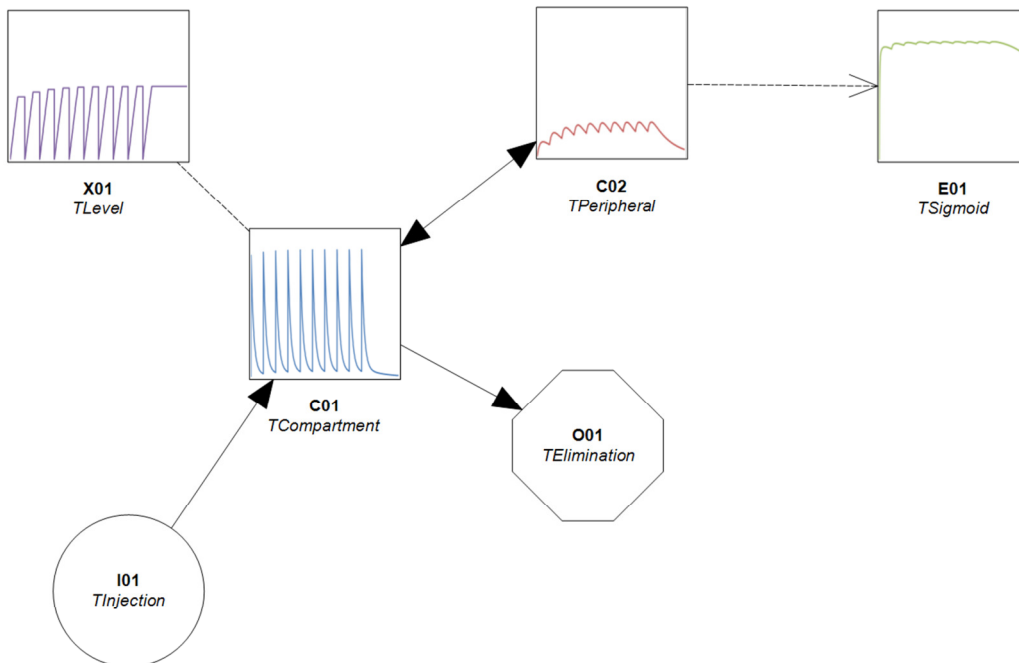 X01
TLevel
C02
TPeripheral
E01
TSigmoid
C01
TCompartment
O01
TElimination
I01
TInjection